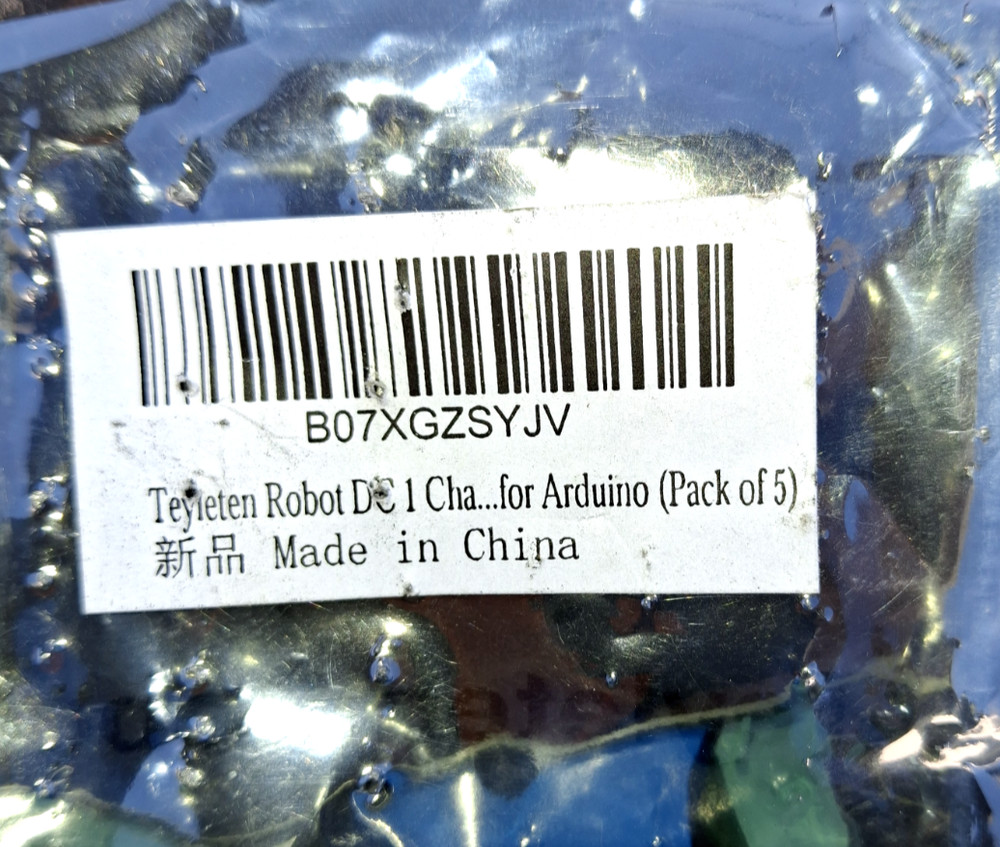 B07XGZSYJV
Teyleten Robot DC 1 Cha...for Arduino (Pack of 5)
新品 Made in China